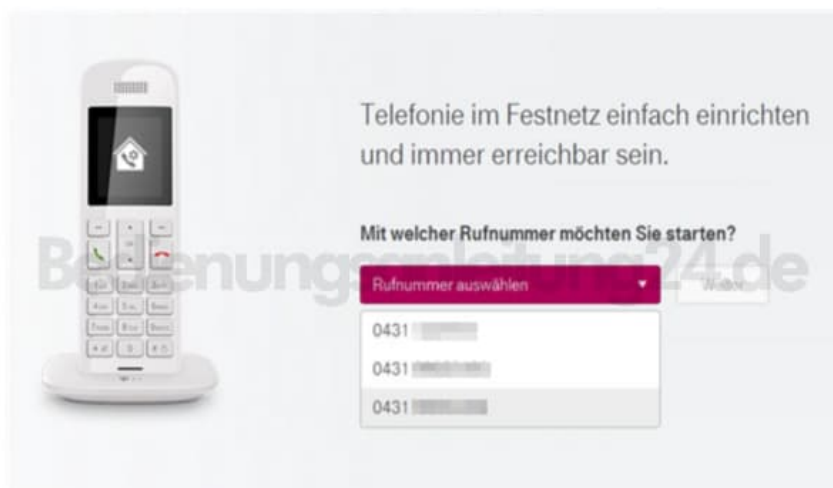 Telefonie im Festnetz einfach einrichten
und immer erreichbar sein.
Mit welcher Rufnummer möchten Sie starten?
Bedienungsanleitung24.de
Rufnummer auswählen
Weiter
0431
0431
0431